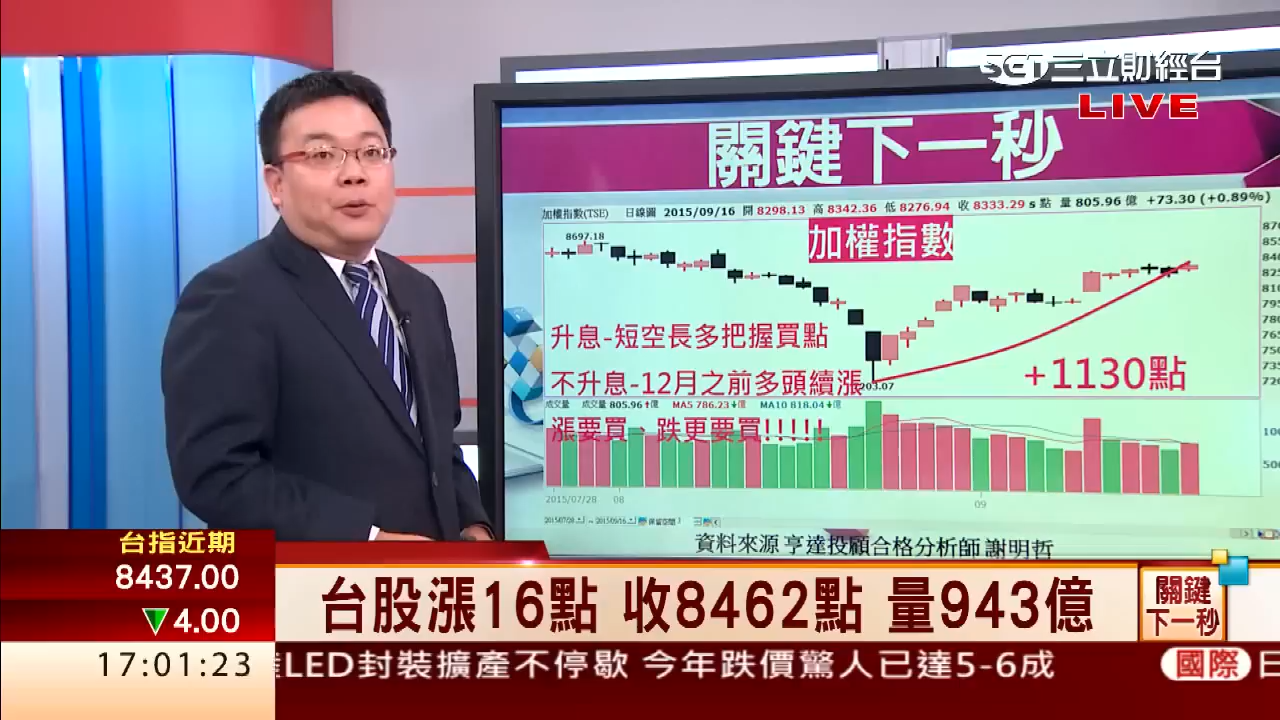 SET三立財經台
LIVE
關鍵下一秒
加權指數(TSE) 日線圖 2015/09/16 開 8298.13 高 8342.36 低 8276.94 收 8333.29 s 點 量 805.96 億 +73.30 (+0.89%)
8697.18
加權指數
升息-短空長多把握買點
不升息-12月之前多頭續漲
203.07
+1130點
成交量 成交量 805.96↑億 MA5 786.23↓億 MA10 818.04↓億
漲要買、跌更要買!!!!!
2015/07/28 08 09
資料來源 亨達投顧合格分析師 謝明哲
台指近期
8437.00
▼4.00
17:01:23
台股漲16點 收8462點 量943億
關鍵
下一秒
LED封裝擴產不停歇 今年跌價驚人已達5-6成
國際